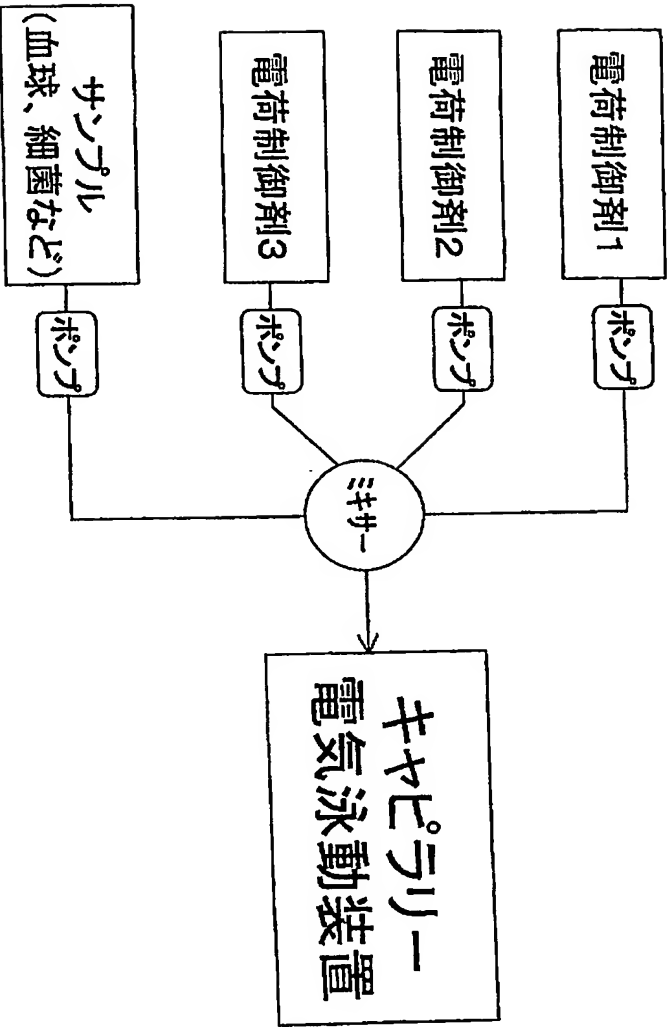 電荷制御剤1
ポンプ
電荷制御剤2
ポンプ
電荷制御剤3
ポンプ
サンプル
(血球、細菌など)
ポンプ
ミキサー
キャピラリー
電気泳動装置